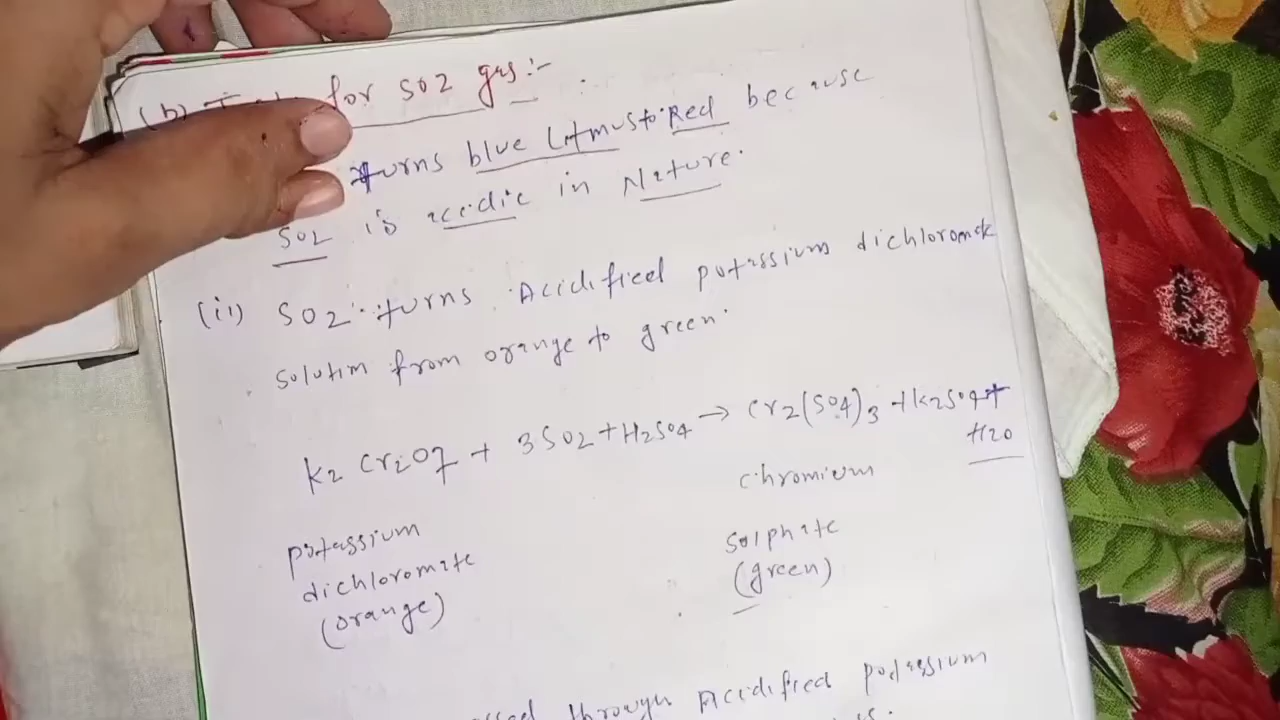 (b) for SO2 gas:-
turns blue Litmus to Red because
SO2 is acidic in Nature.
(ii) SO2 turns Acidified potassium dichloromate
solution from orange to green.
K2 Cr2O7 + 3SO2 + H2SO4 → Cr2(SO4)3 + K2SO4 +
H2O
potassium
dichloromate
(orange)
chromium
Sulphate
(green)
through Acidified potassium